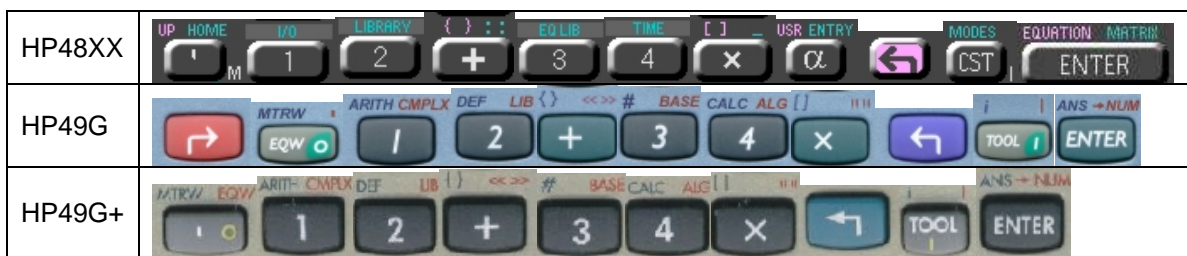 UP HOME I/O LIBRARY { } : : EQ LIB TIME [ ] _ USR ENTRY MODES EQUATION MATRIX
HP48XX ' M 1 2 + 3 4 × α CST I ENTER
MTRW ' ARITH CMPLX DEF LIB { } << >> # BASE CALC ALG [ ] " " i | ANS →NUM
HP49G EQW O 1 2 + 3 4 × TOOL I ENTER
MTRW EQW ARITH CMPLX DEF LIB { } << >> # BASE CALC ALG [ ] " " i | ANS → NUM
HP49G+ ' O 1 2 + 3 4 × TOOL I ENTER